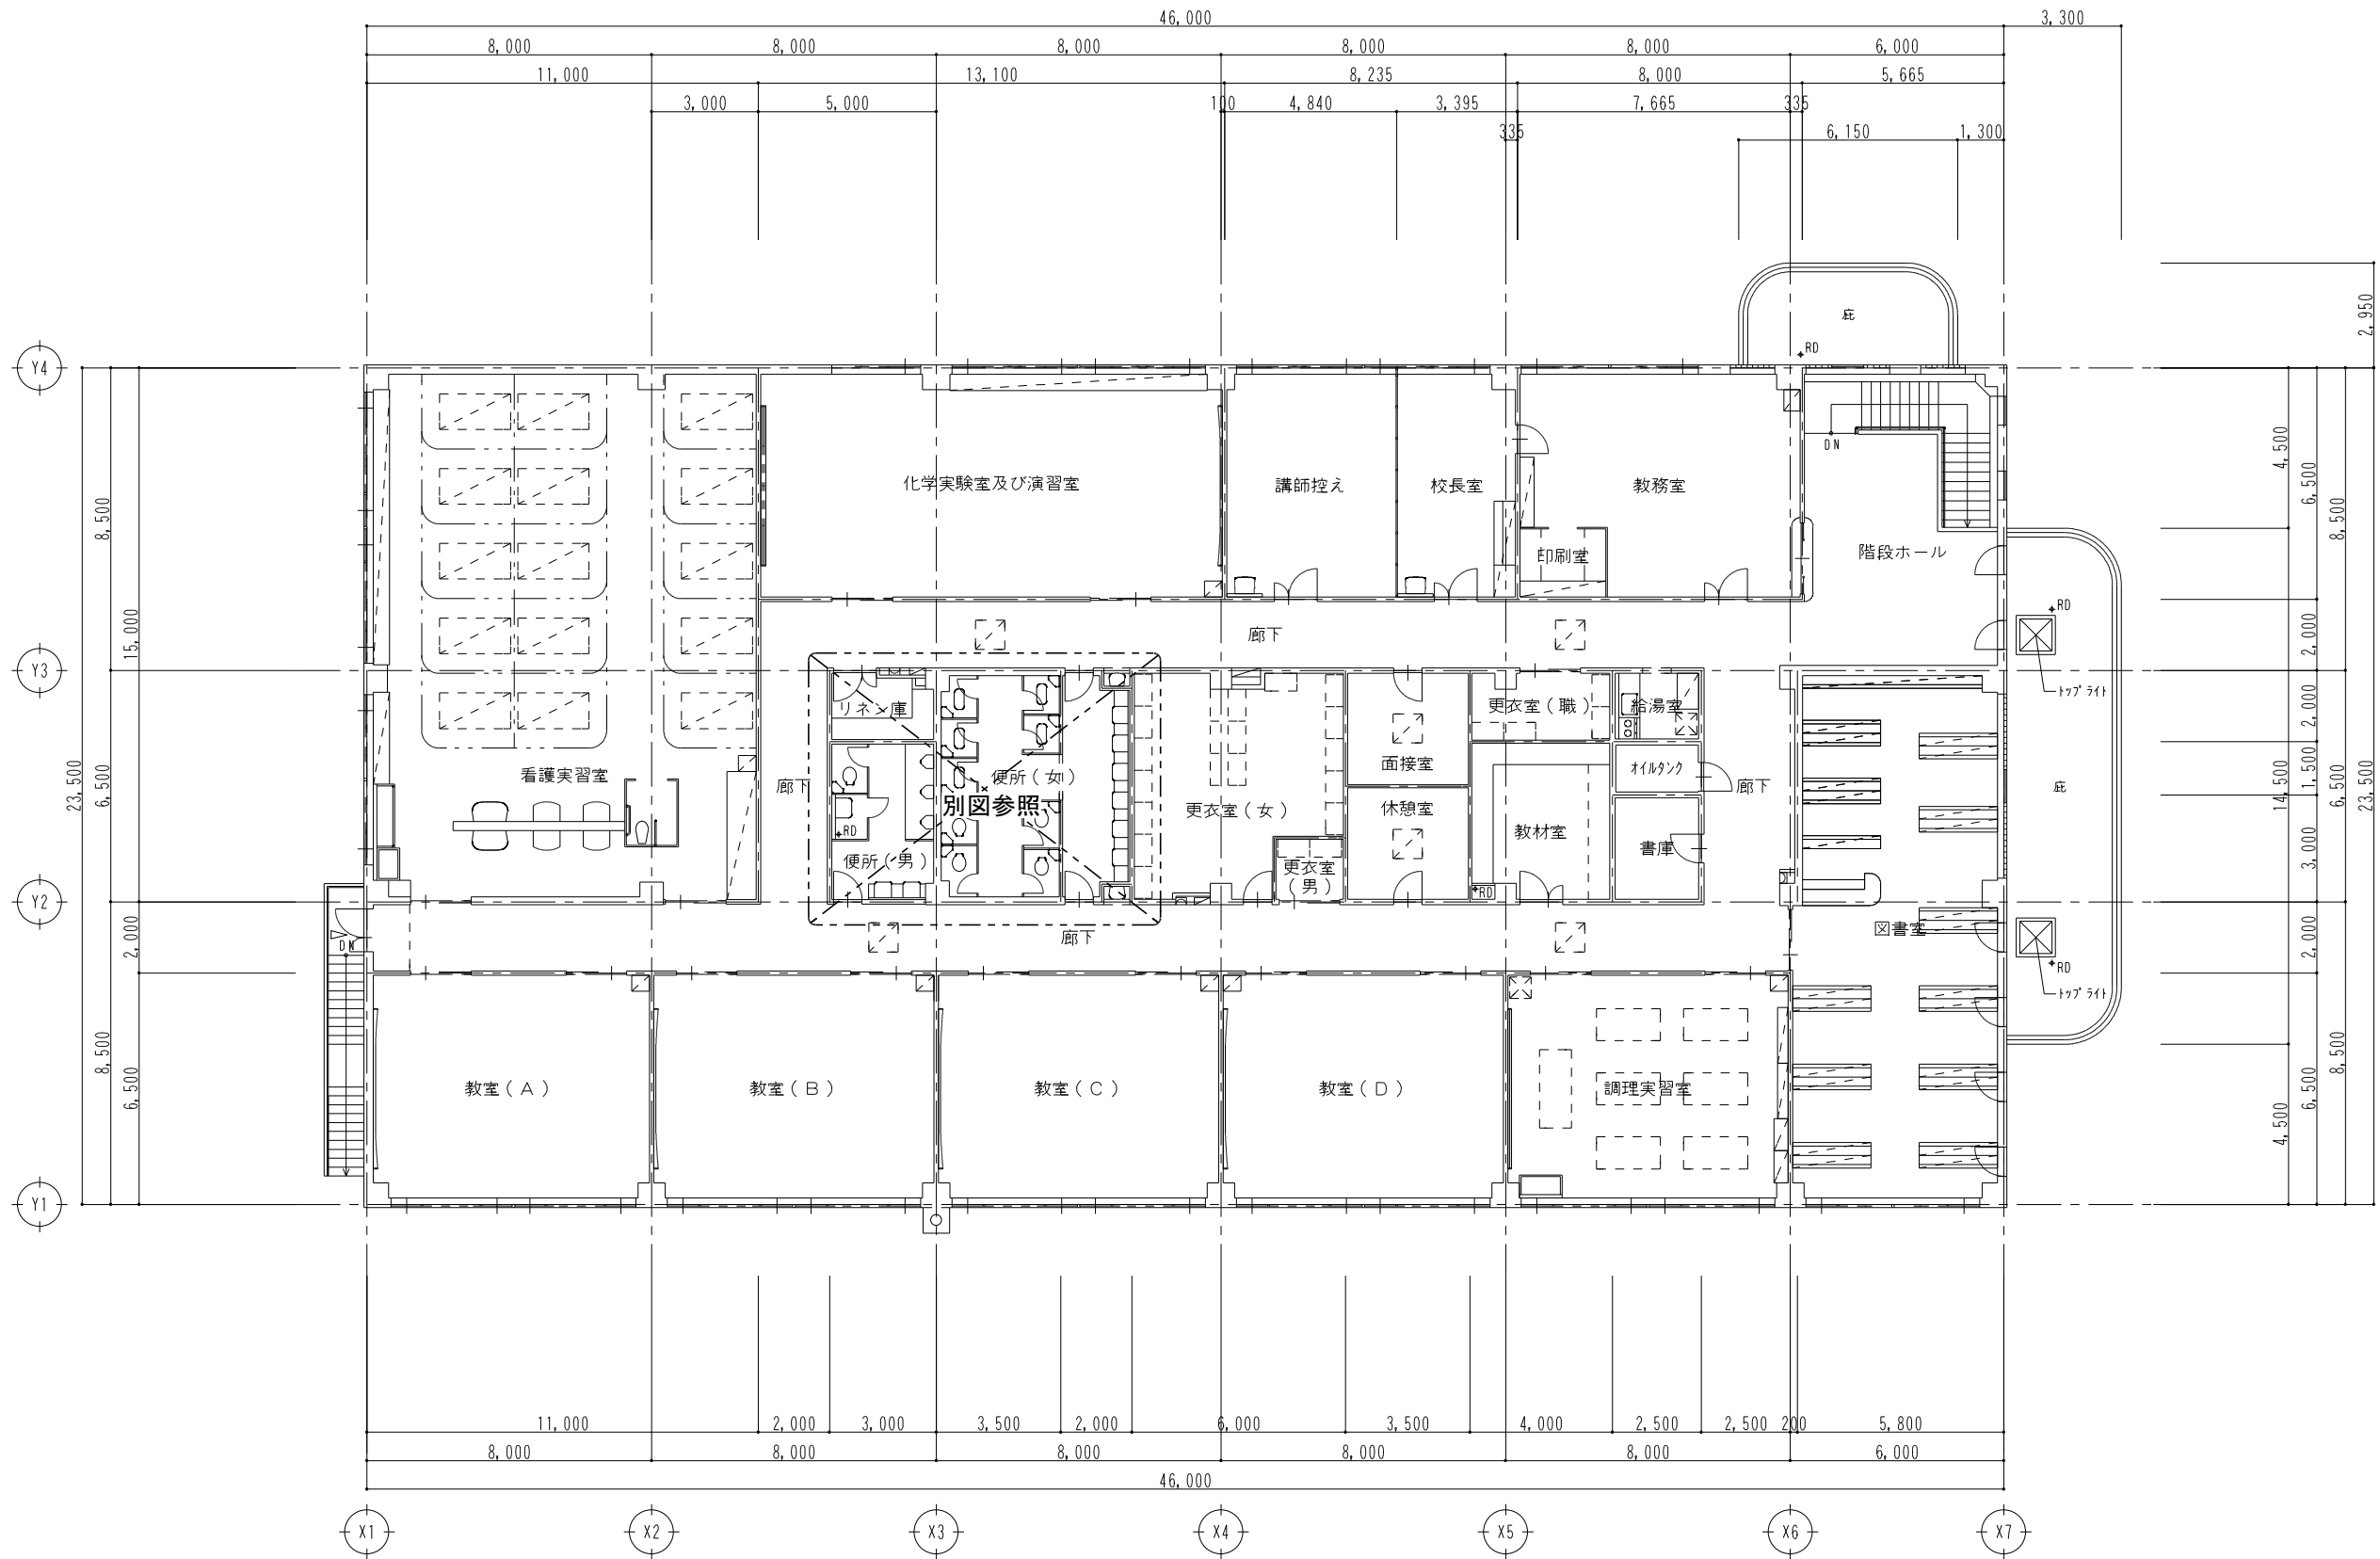 46,000
3,300
8,000
8,000
8,000
8,000
8,000
6,000
11,000
13,100
8,235
8,000
5,665
3,000
5,000
100
4,840
3,395
7,665
335
335
6,150
1,300
庇
RD
2,950
Y4
DN
化学実験室及び演習室
講師控え
校長室
教務室
4,500
6,500
8,500
8,500
印刷室
階段ホール
15,000
廊下
RD
2,000
Y3
トップライト
リネン庫
更衣室(職)
給湯室
2,000
看護実習室
便所(女)
面接室
オイルタンク
廊下
廊下
庇
23,500
6,500
別図参照
更衣室(女)
休憩室
14,500
1,500
6,500
23,500
RD
教材室
書庫
3,000
便所(男)
更衣室
(男)
RD
Y2
図書室
廊下
DN
2,000
2,000
RD
トップライト
8,500
6,500
教室(A)
教室(B)
教室(C)
教室(D)
調理実習室
4,500
6,500
8,500
Y1
11,000
2,000
3,000
3,500
2,000
6,000
3,500
4,000
2,500
2,500
200
5,800
8,000
8,000
8,000
8,000
8,000
6,000
46,000
X1
X2
X3
X4
X5
X6
X7